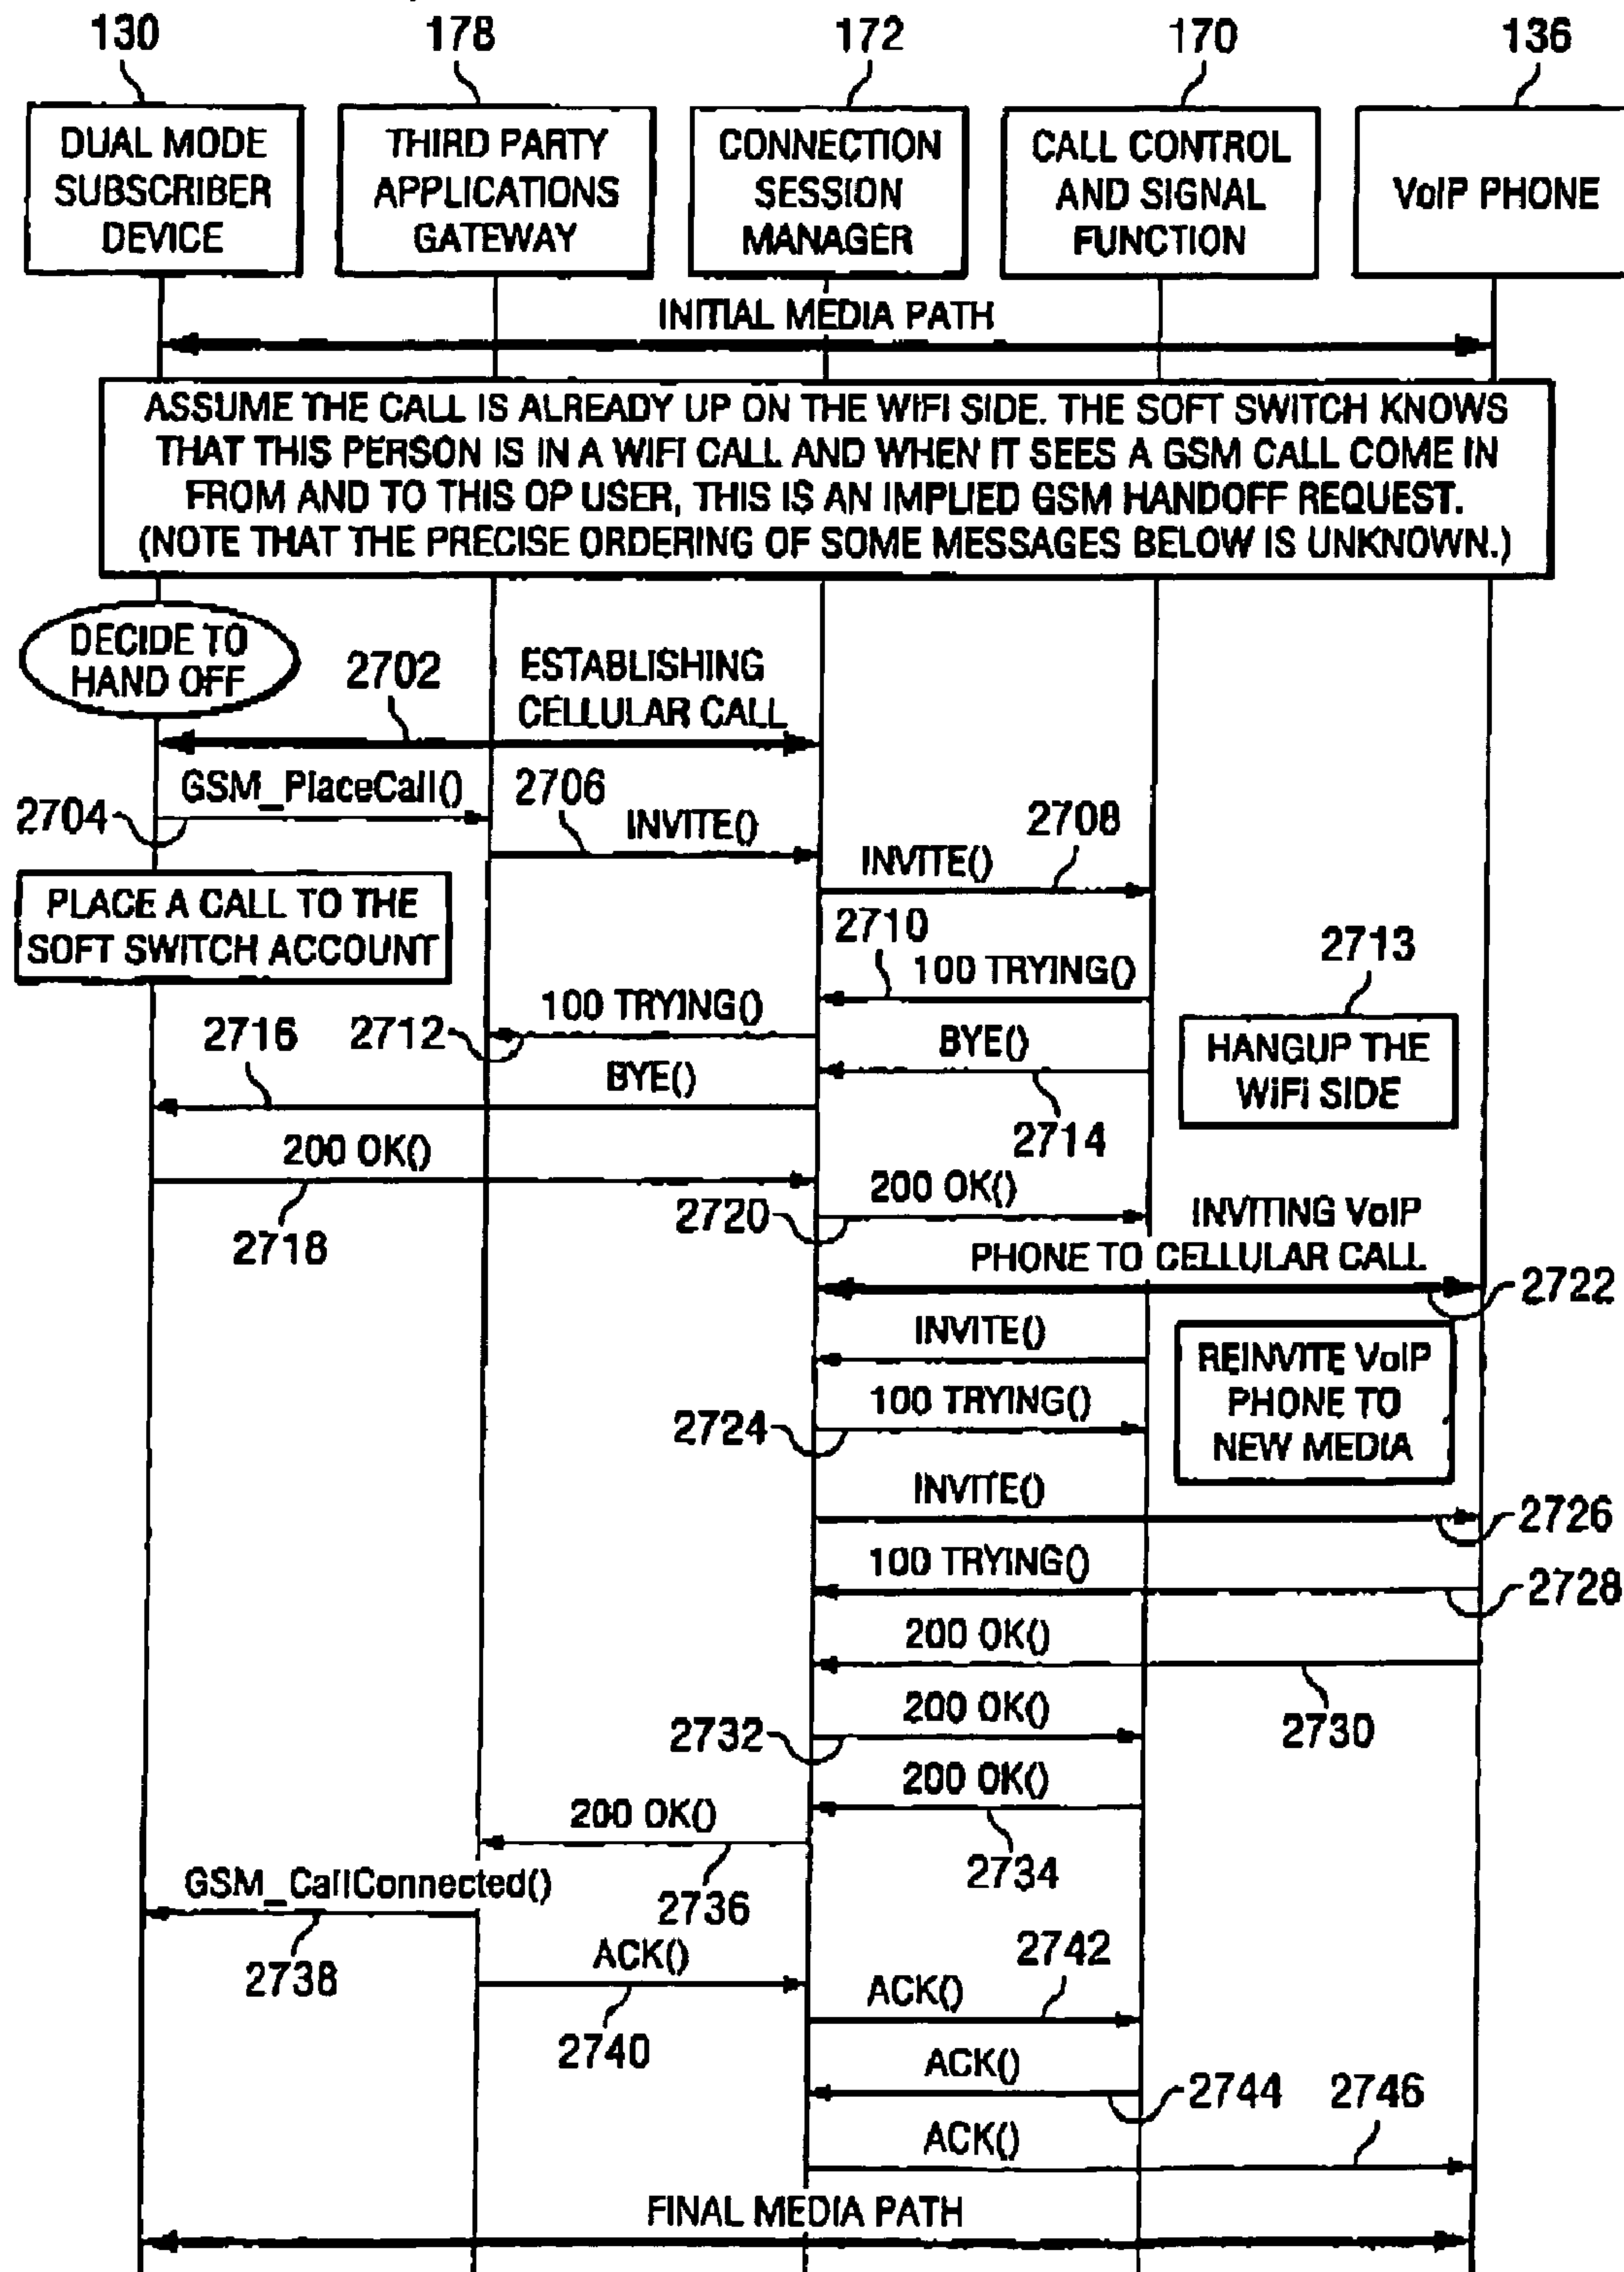 130
178
172
170
136
DUAL MODE
SUBSCRIBER
DEVICE
THIRD PARTY
APPLICATIONS
GATEWAY
CONNECTION
SESSION
MANAGER
CALL CONTROL
AND SIGNAL
FUNCTION
VoIP PHONE
INITIAL MEDIA PATH
ASSUME THE CALL IS ALREADY UP ON THE WIFI SIDE. THE SOFT SWITCH KNOWS
THAT THIS PERSON IS IN A WIFI CALL AND WHEN IT SEES A GSM CALL COME IN
FROM AND TO THIS OP USER, THIS IS AN IMPLIED GSM HANDOFF REQUEST.
(NOTE THAT THE PRECISE ORDERING OF SOME MESSAGES BELOW IS UNKNOWN.)
DECIDE TO
HAND OFF
2702
ESTABLISHING
CELLULAR CALL
GSM_PlaceCall()
2704
2706
INVITE()
2708
INVITE()
PLACE A CALL TO THE
SOFT SWITCH ACCOUNT
2710
100 TRYING()
2713
100 TRYING()
2712
2716
BYE()
HANGUP THE
WiFi SIDE
BYE()
2714
200 OK()
2718
200 OK()
2720
INVITING VoIP
PHONE TO CELLULAR CALL
2722
INVITE()
REINVITE VoIP
PHONE TO
NEW MEDIA
100 TRYING()
2724
INVITE()
2726
100 TRYING()
2728
200 OK()
2730
200 OK()
2732
200 OK()
2734
200 OK()
2736
GSM_CallConnected()
2738
ACK()
2740
2742
ACK()
ACK()
2744
2746
ACK()
FINAL MEDIA PATH